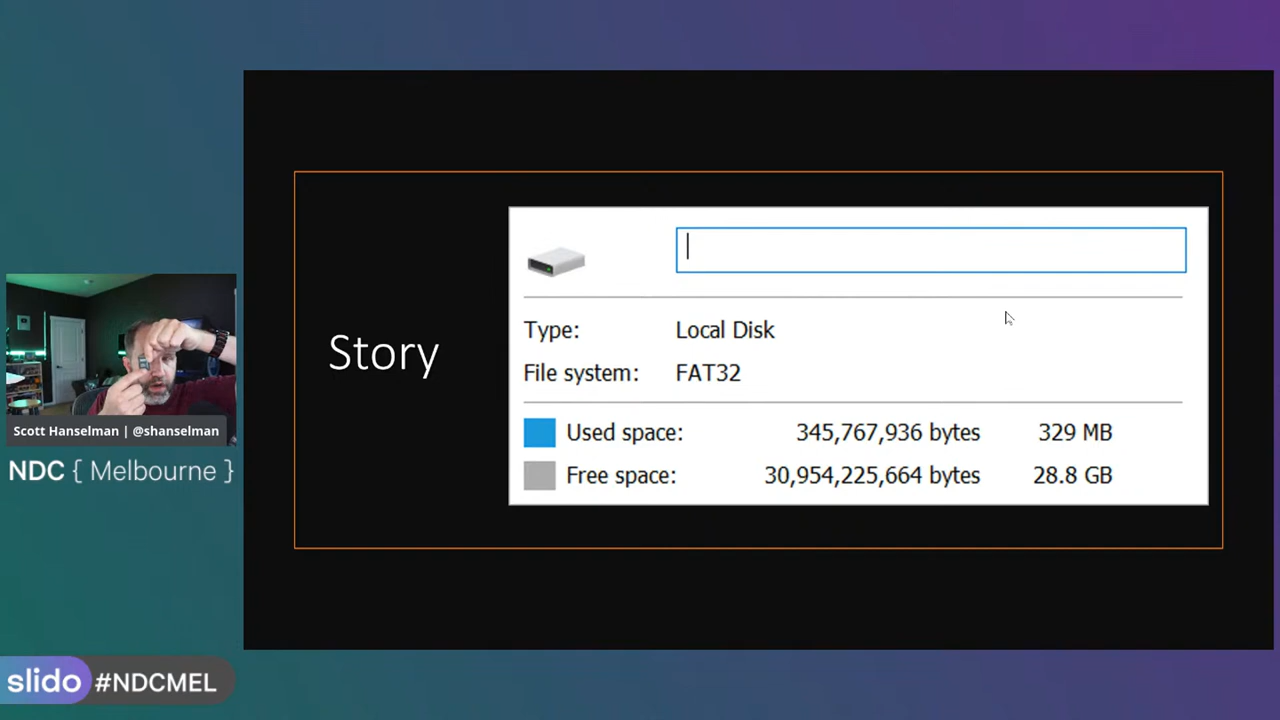 Story
Type: Local Disk
File system: FAT32
Used space: 345,767,936 bytes 329 MB
Free space: 30,954,225,664 bytes 28.8 GB
Scott Hanselman | @shanselman
NDC { Melbourne }
slido #NDCMEL